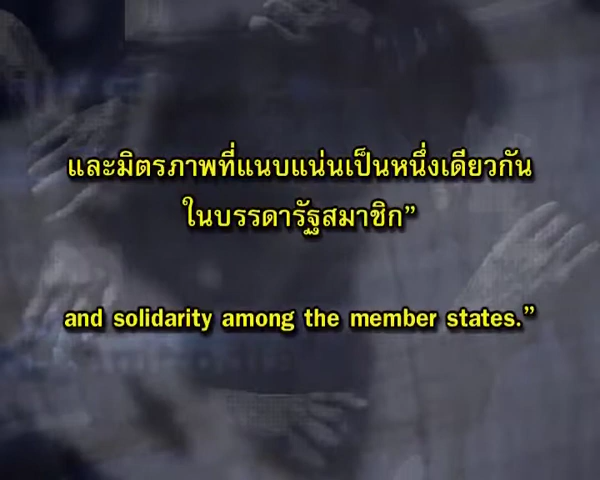 และมิตรภาพที่แนบแน่นเป็นหนึ่งเดียวกัน
ในบรรดารัฐสมาชิก”
and solidarity among the member states.”